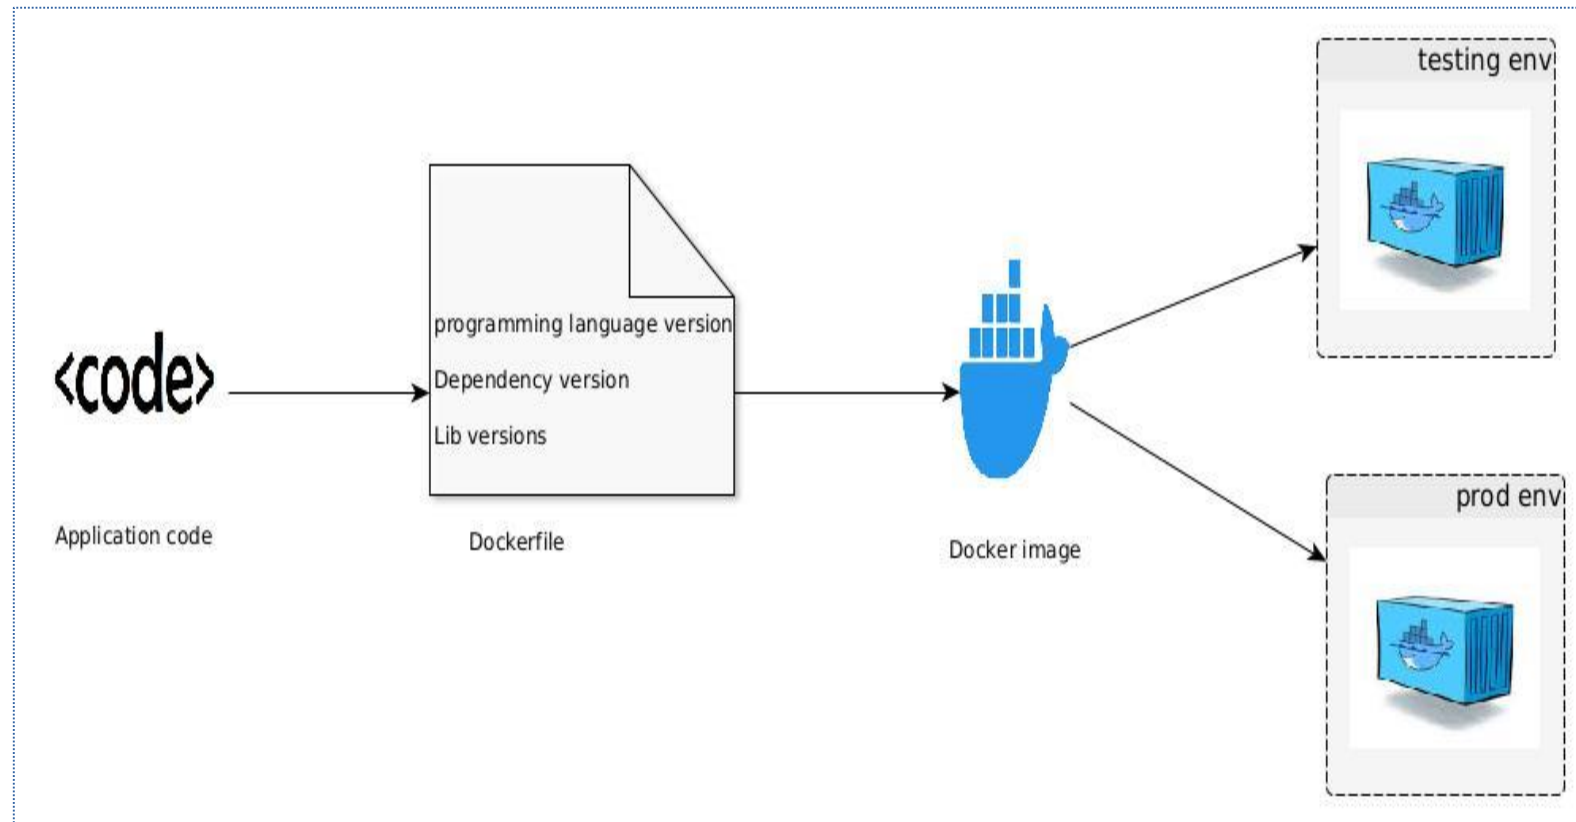 testing env
programming language version
<code>
Dependency version
Lib versions
prod env
Application code
Dockerfile
Docker image